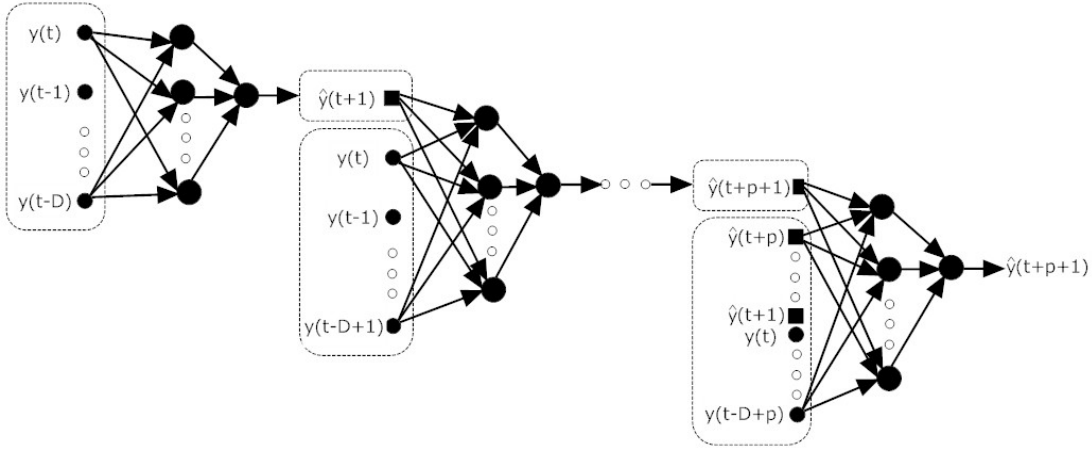 y(t)
y(t-1)
y(t-D)
ŷ(t+1)
y(t)
y(t-1)
y(t-D+1)
ŷ(t+p+1)
ŷ(t+p)
ŷ(t+1)
y(t)
y(t-D+p)
ŷ(t+p+1)